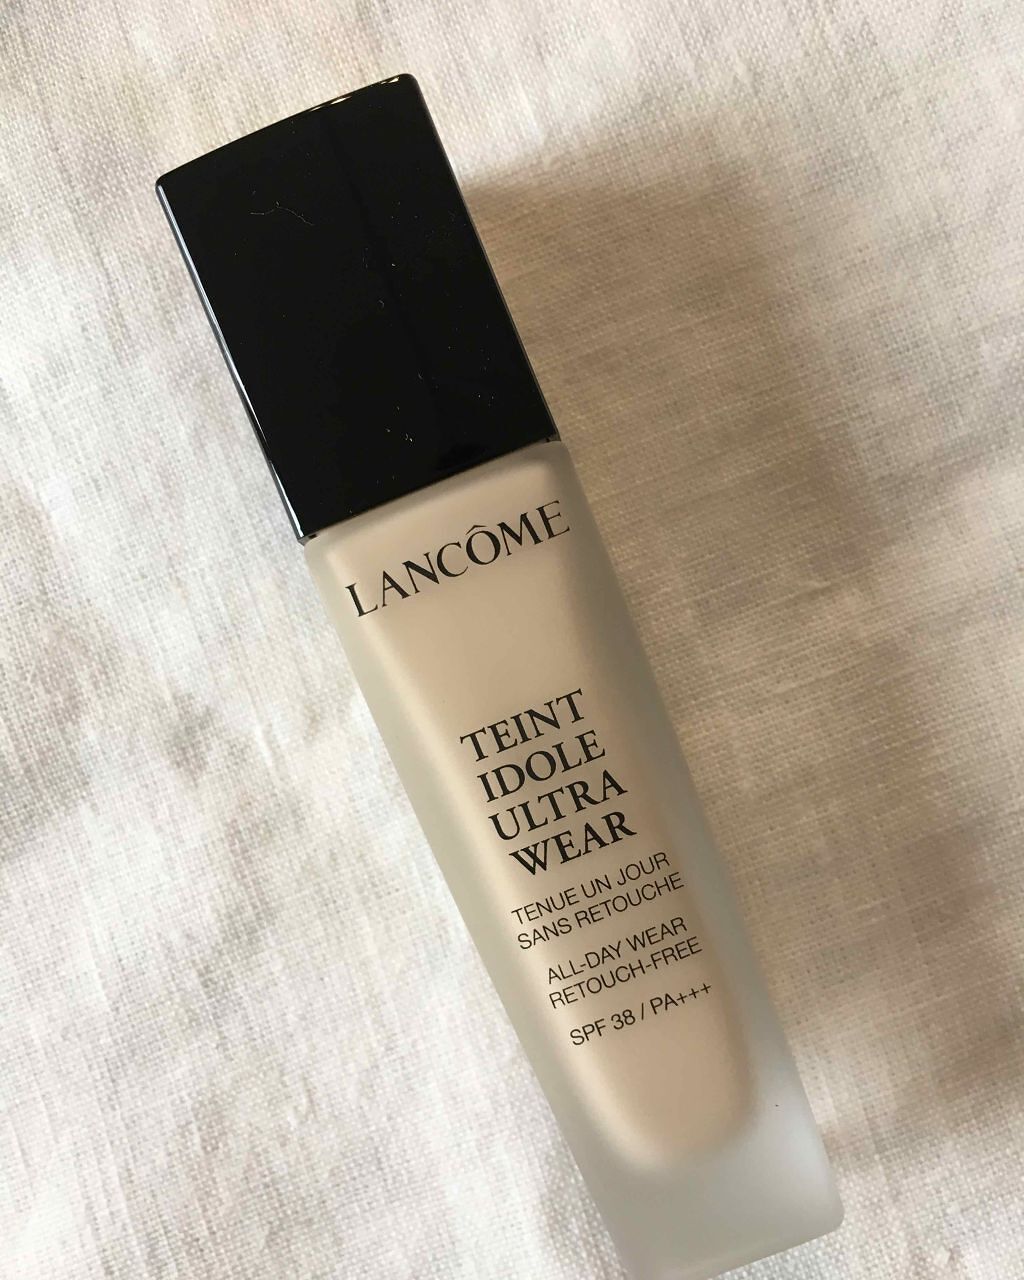 LANCÔME
TEINT
IDOLE
ULTRA
WEAR
TENUE UN JOUR
SANS RETOUCHE
ALL-DAY WEAR
RETOUCH-FREE
SPF 38 / PA+++